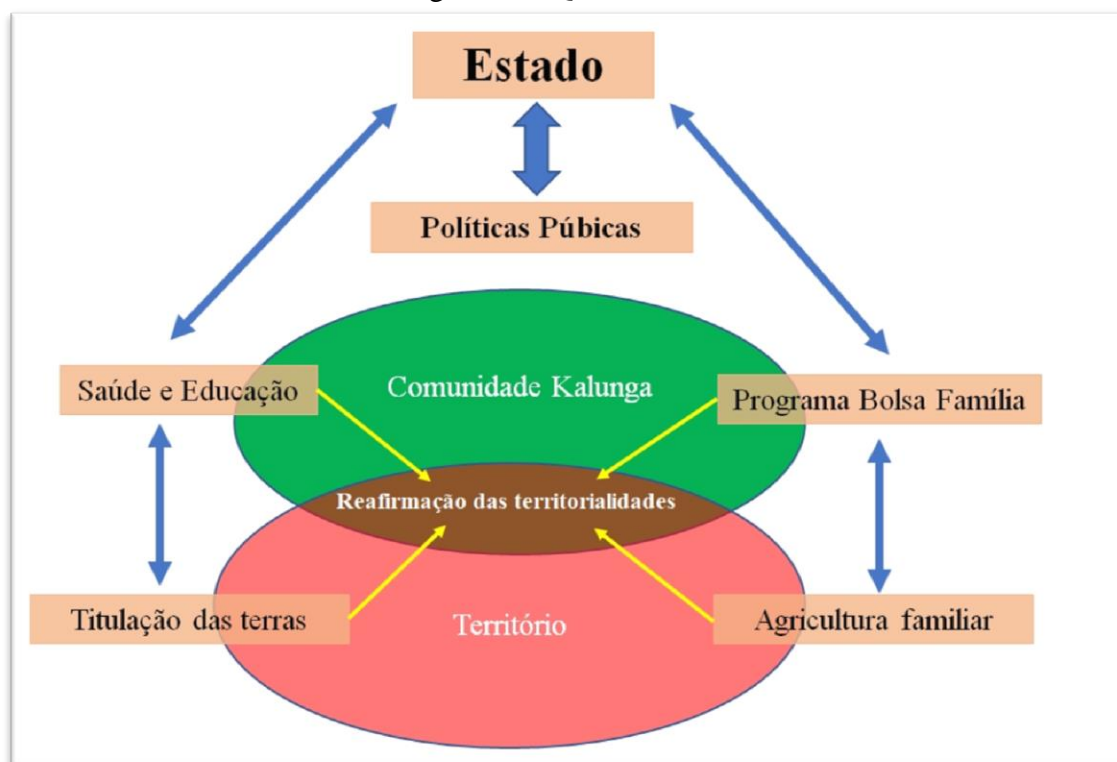 Estado
Políticas Púbicas
Comunidade Kalunga
Saúde e Educação
Programa Bolsa Família
Reafirmação das territorialidades
Titulação das terras
Território
Agricultura familiar